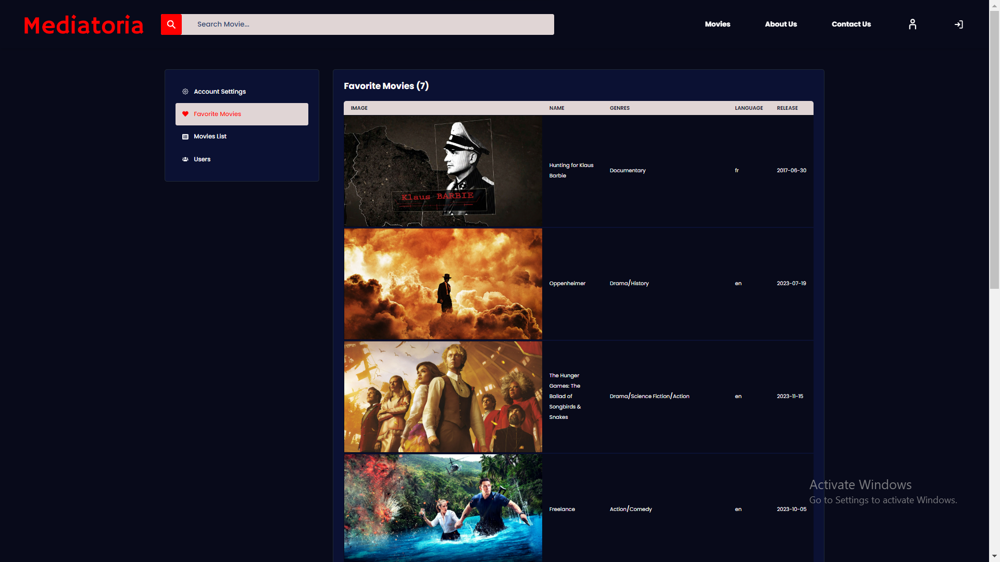 Mediatoria
Search Movie...
Movies
About Us
Contact Us
Account Settings
Favorite Movies
Movies List
Users
Favorite Movies (7)
IMAGE NAME GENRES LANGUAGE RELEASE
Klaus BARBIE
Hunting for Klaus
Barbie
Documentary
fr
2017-06-30
Oppenheimer
Drama/History
en
2023-07-19
The Hunger
Games: The
Ballad of
Songbirds &
Snakes
Drama/Science Fiction/Action
en
2023-11-15
Freelance
Action/Comedy
en
2023-10-05
Activate Windows
Go to Settings to activate Windows.